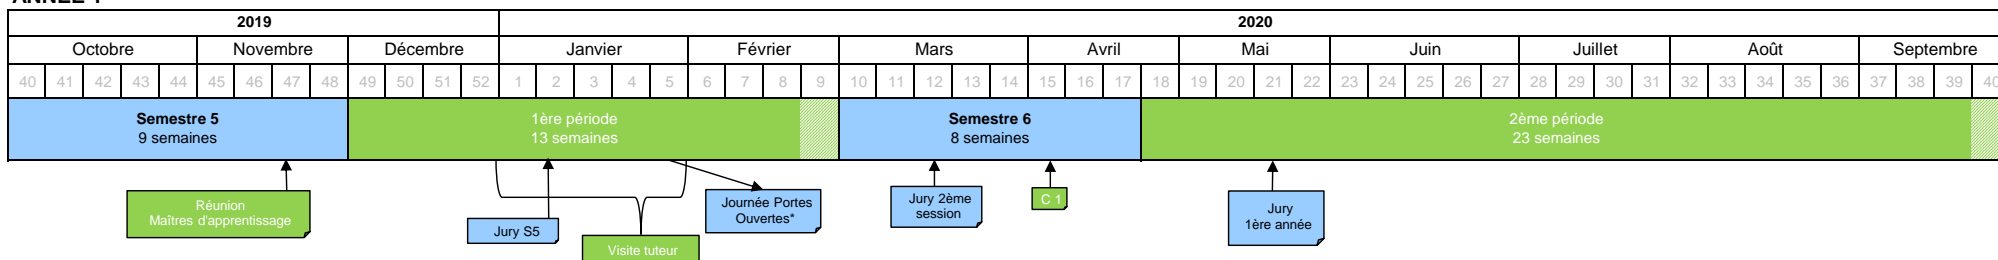 ANNÉE 1
2019 2020
Octobre Novembre Décembre Janvier Février Mars Avril Mai Juin Juillet Août Septembre
40 41 42 43 44 45 46 47 48 49 50 51 52 1 2 3 4 5 6 7 8 9 10 11 12 13 14 15 16 17 18 19 20 21 22 23 24 25 26 27 28 29 30 31 32 33 34 35 36 37 38 39 40
Semestre 5 1ère période Semestre 6 2ème période
9 semaines 13 semaines 8 semaines 23 semaines
Réunion
Maîtres d'apprentissage
Jury S5
Visite tuteur
Journée Portes
Ouvertes*
Jury 2ème
session
C 1
Jury
1ère année